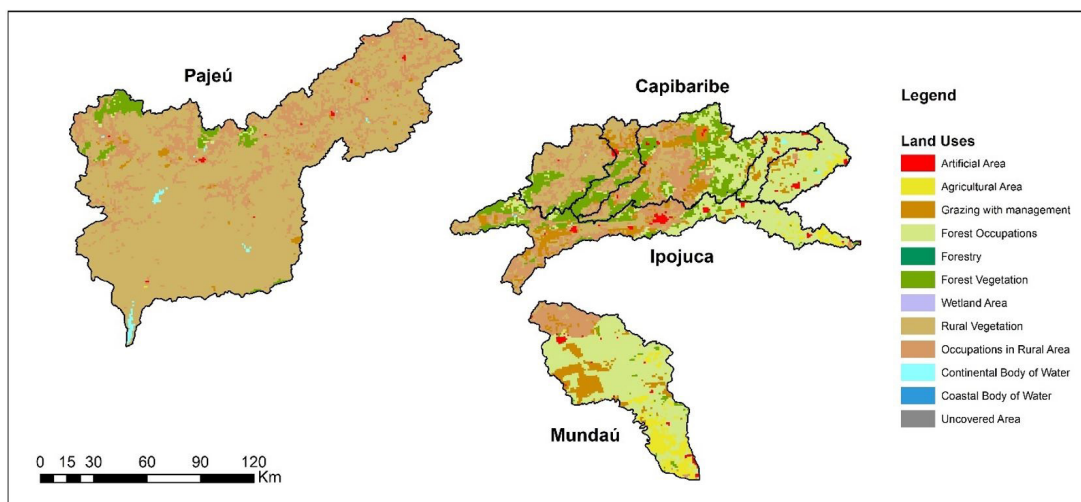 Pajeú
Capibaribe
Ipojuca
Mundaú
Legend
Land Uses
Artificial Area
Agricultural Area
Grazing with management
Forest Occupations
Forestry
Forest Vegetation
Wetland Area
Rural Vegetation
Occupations in Rural Area
Continental Body of Water
Coastal Body of Water
Uncovered Area
0 15 30 60 90 120
Km